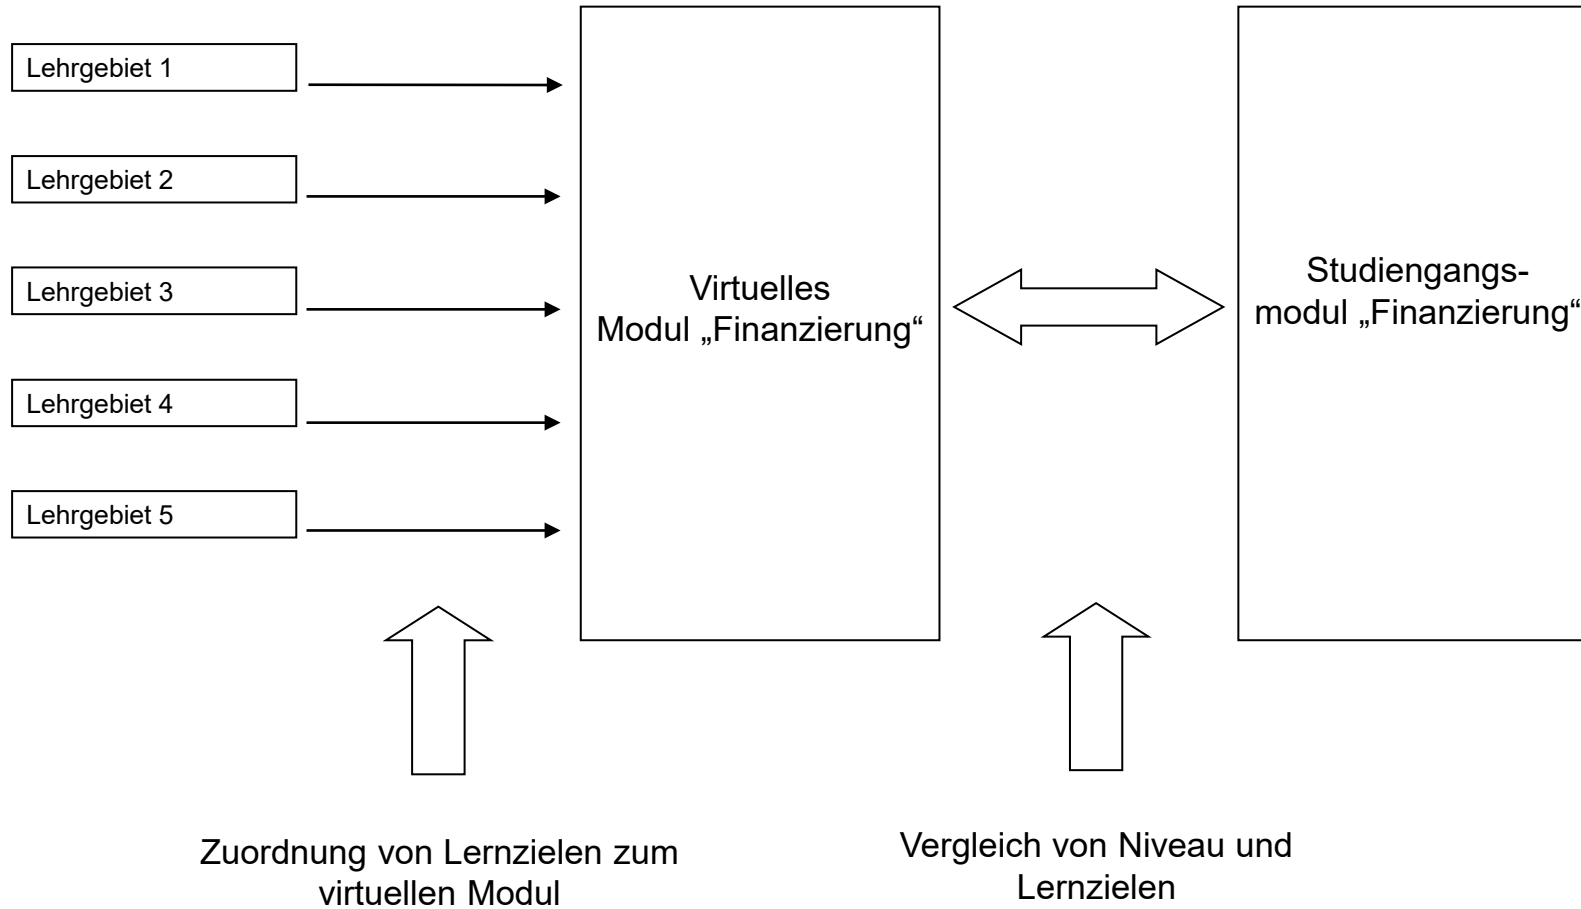 Lehrgebiet 1
Lehrgebiet 2
Lehrgebiet 3
Lehrgebiet 4
Lehrgebiet 5
Virtuelles
Modul „Finanzierung“
Studiengangs-
modul „Finanzierung“
Zuordnung von Lernzielen zum
virtuellen Modul
Vergleich von Niveau und
Lernzielen